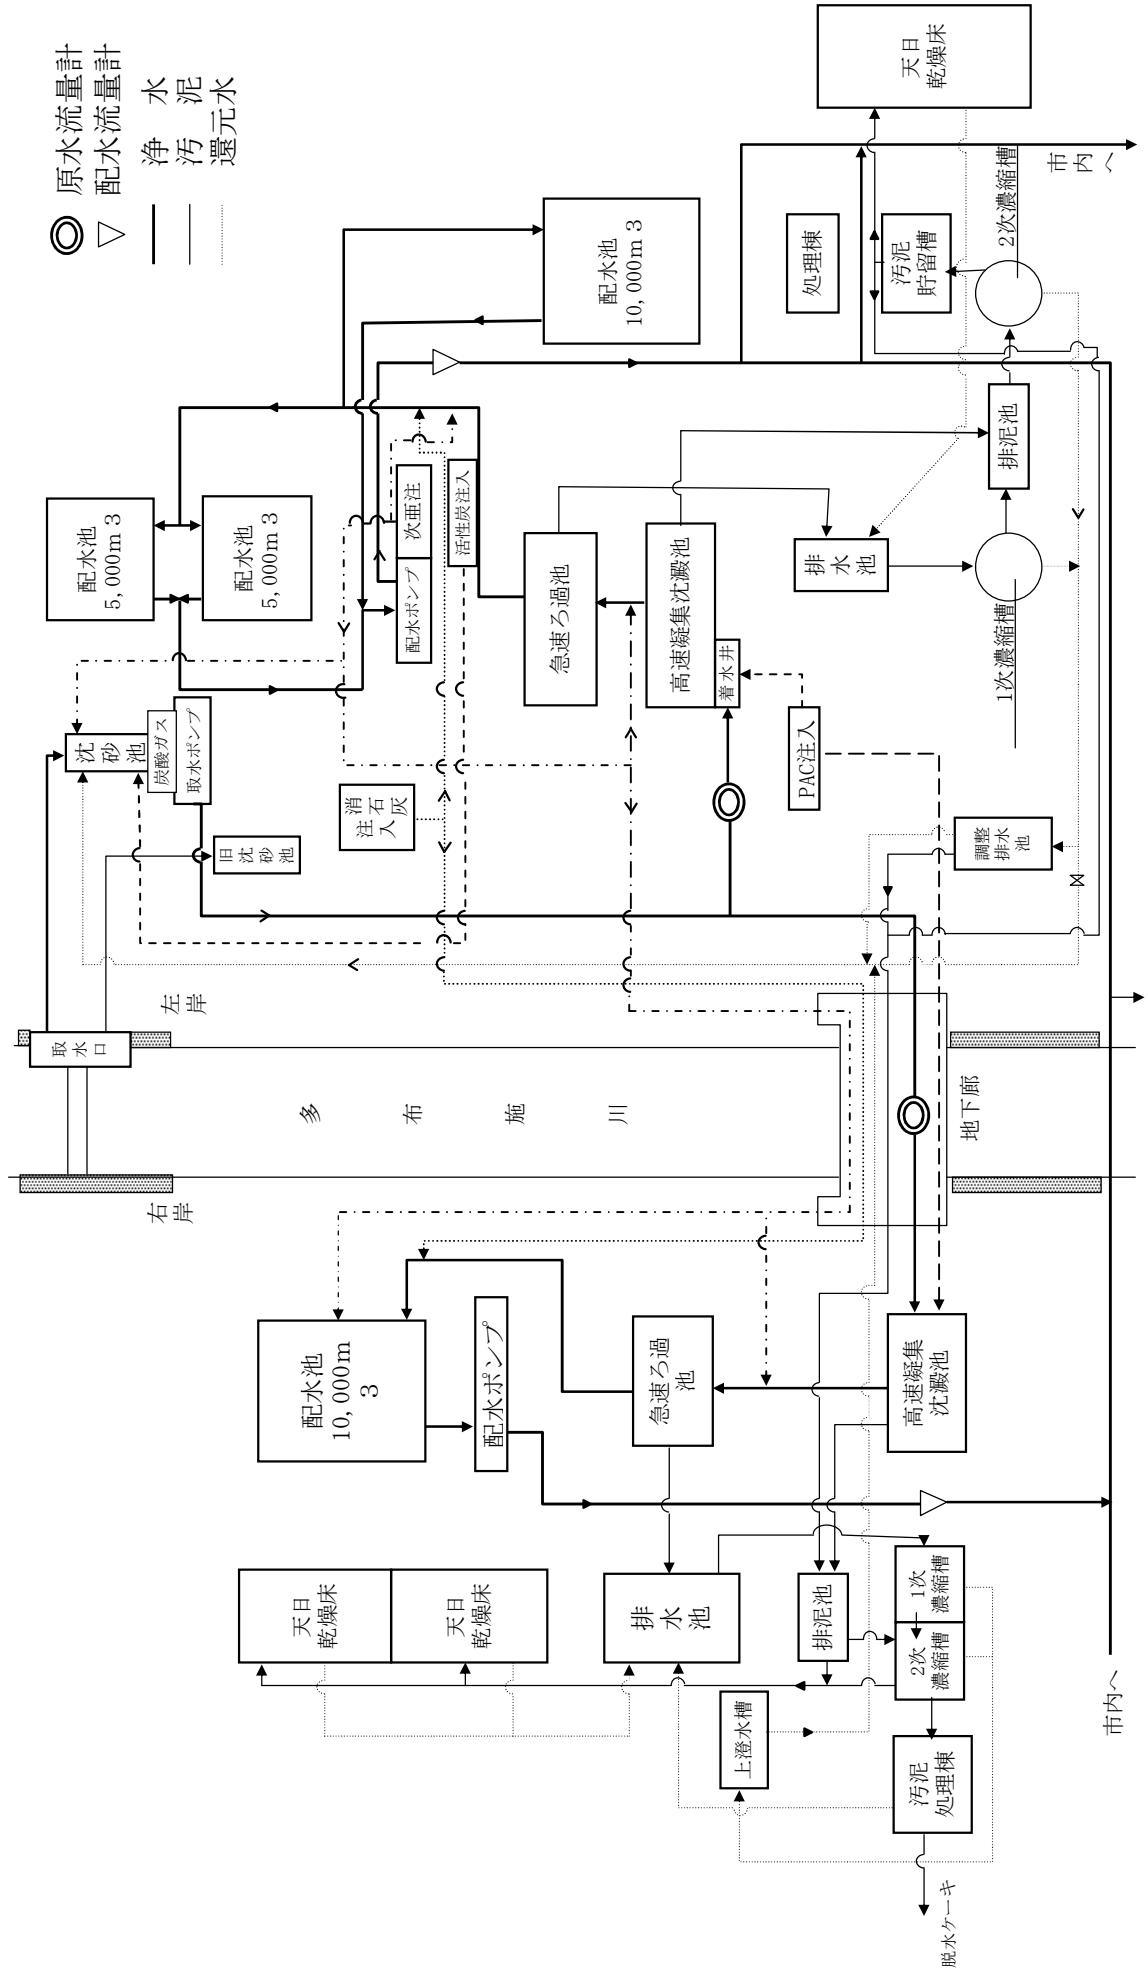 原水流量計
配水流量計
浄　水
汚　泥
還元水
右
岸
取
水
口
左
岸
多　布　施　川
地下廊
天日
乾燥床
天日
乾燥床
排
水
池
上澄水槽
排泥池
1次
濃縮槽
2次
濃縮槽
汚泥
処理棟
脱水ケーキ
市内へ
配水池
10, 000m
3
配水ポンプ
急速ろ過
池
高速凝集
沈澱池
沈
砂
池
炭酸ガス
取水ポンプ
旧
沈
砂
池
消石
注
入灰
配水池
5, 000m 3
配水池
5, 000m 3
配水ポンプ
次亜注
活性炭注入
急速ろ過池
高速凝集沈澱池
着水井
PAC注入
調整
排水
池
配水池
10, 000m 3
排
水
池
1次濃縮槽
排泥池
2次濃縮槽
処理棟
汚泥
貯留槽
天日
乾燥床
市
内
へ